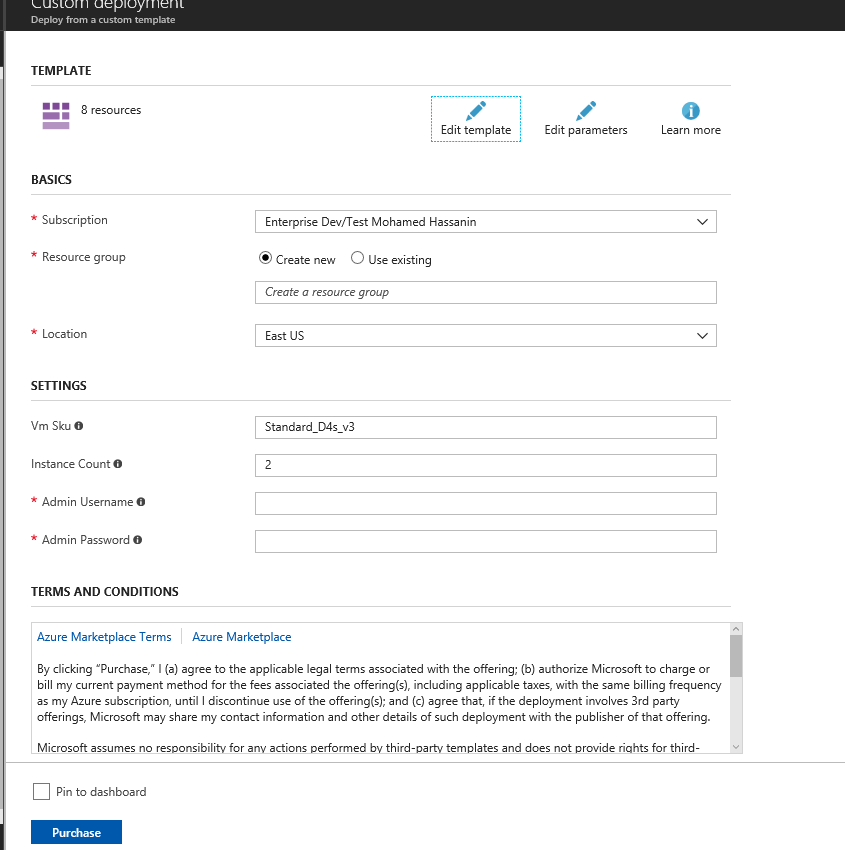 Custom deployment
Deploy from a custom template
TEMPLATE
8 resources
Edit template
Edit parameters
Learn more
BASICS
* Subscription
Enterprise Dev/Test Mohamed Hassanin
* Resource group
Create new
Use existing
Create a resource group
* Location
East US
SETTINGS
Vm Sku
Standard_D4s_v3
Instance Count
2
* Admin Username
* Admin Password
TERMS AND CONDITIONS
Azure Marketplace Terms
Azure Marketplace
By clicking “Purchase,” I (a) agree to the applicable legal terms associated with the offering; (b) authorize Microsoft to charge or
bill my current payment method for the fees associated the offering(s), including applicable taxes, with the same billing frequency
as my Azure subscription, until I discontinue use of the offering(s); and (c) agree that, if the deployment involves 3rd party
offerings, Microsoft may share my contact information and other details of such deployment with the publisher of that offering.
Microsoft assumes no responsibility for any actions performed by third-party templates and does not provide rights for third-
Pin to dashboard
Purchase